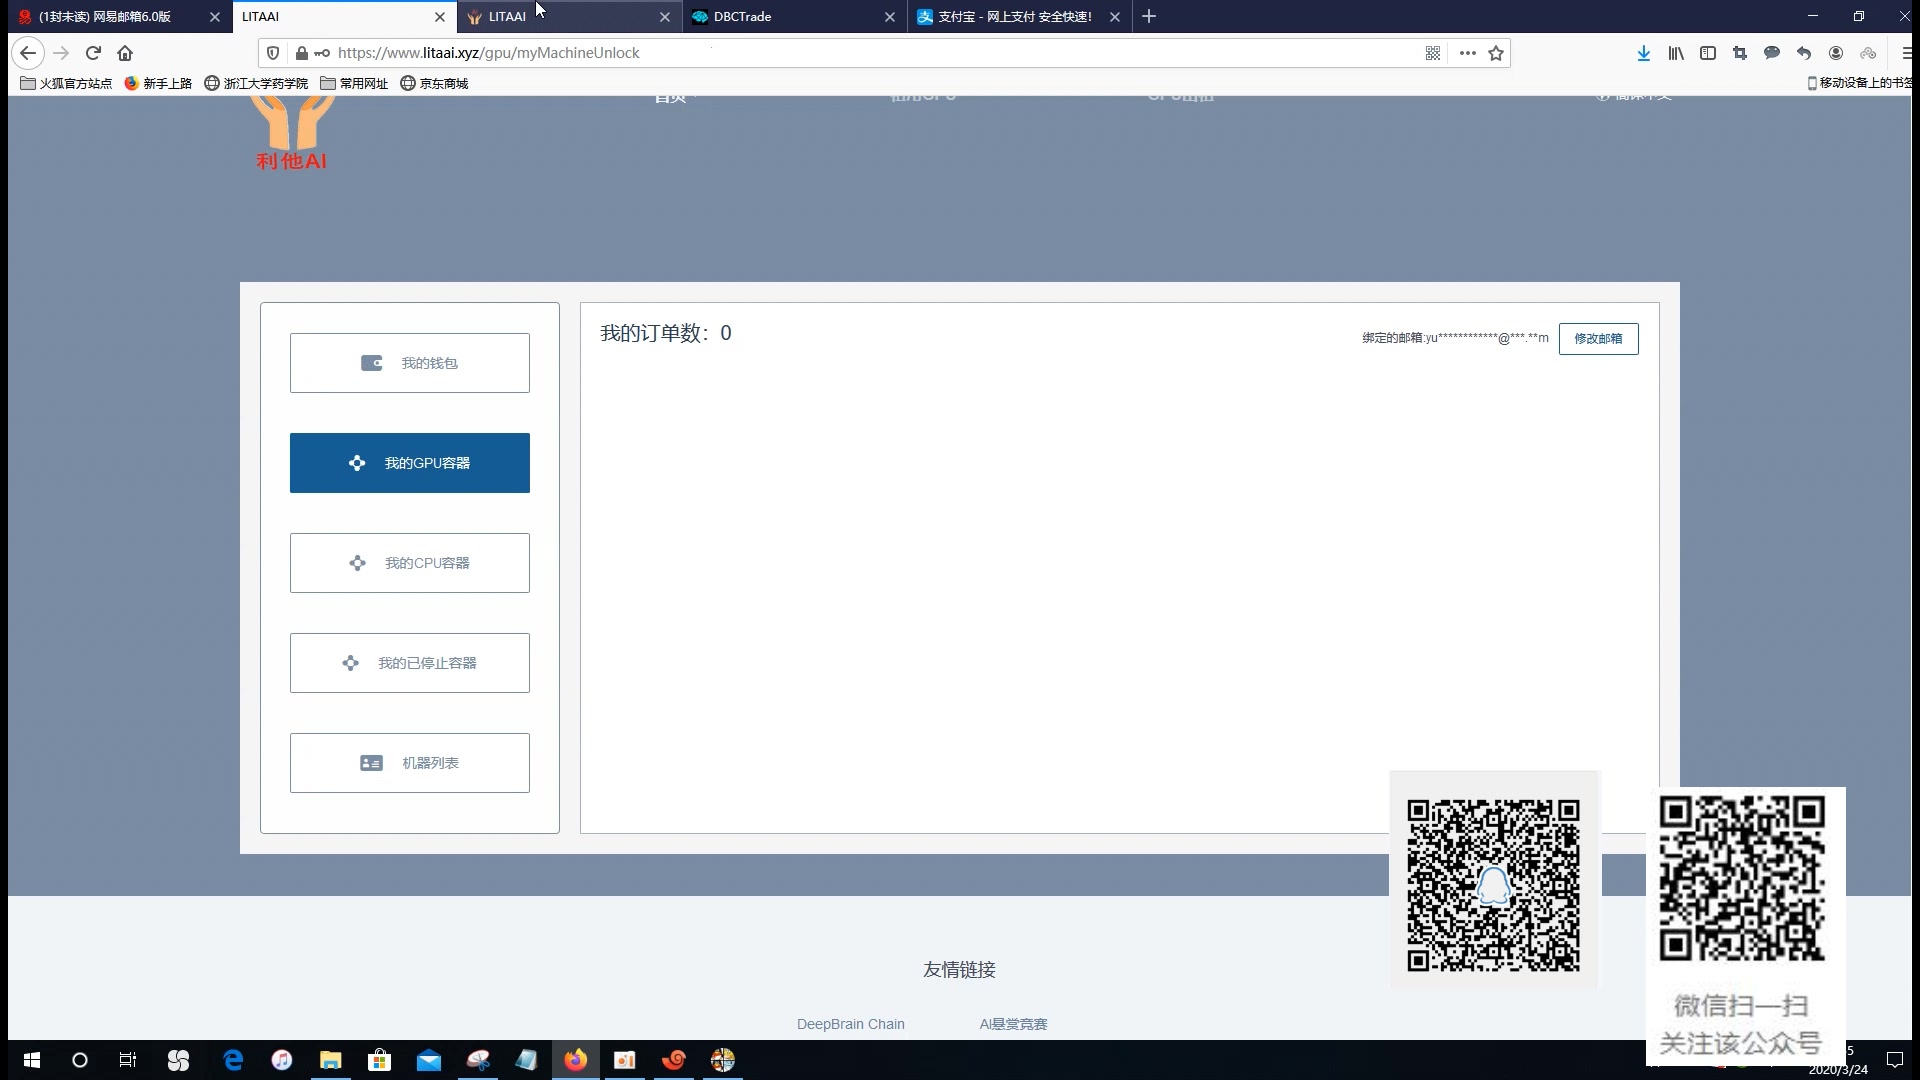 (1封未读) 网易邮箱6.0版
LITAAI
LITAAI
DBCTrade
支付宝 - 网上支付 安全快速!
https://www.litaai.xyz/gpu/myMachineUnlock
火狐官方站点
新手上路
浙江大学药学院
常用网址
京东商城
移动设备上的书签
首页
利他AI
我的钱包
我的GPU容器
我的CPU容器
我的已停止容器
机器列表
我的订单数：0
绑定的邮箱:yu************@***.**m
修改邮箱
友情链接
DeepBrain Chain
AI悬赏竞赛
微信扫一扫
关注该公众号
2020/3/24